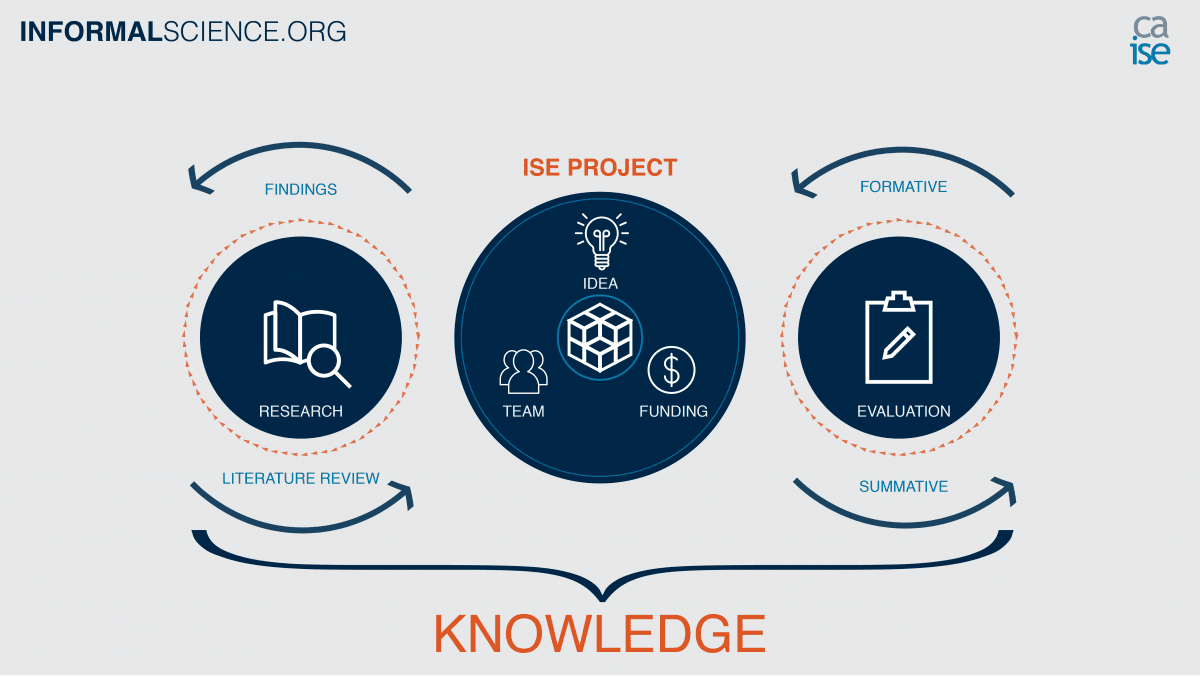 INFORMALSCIENCE.ORG
ca
ise
ISE PROJECT
FINDINGS
FORMATIVE
IDEA
TEAM
FUNDING
$
RESEARCH
EVALUATION
LITERATURE REVIEW
SUMMATIVE
KNOWLEDGE